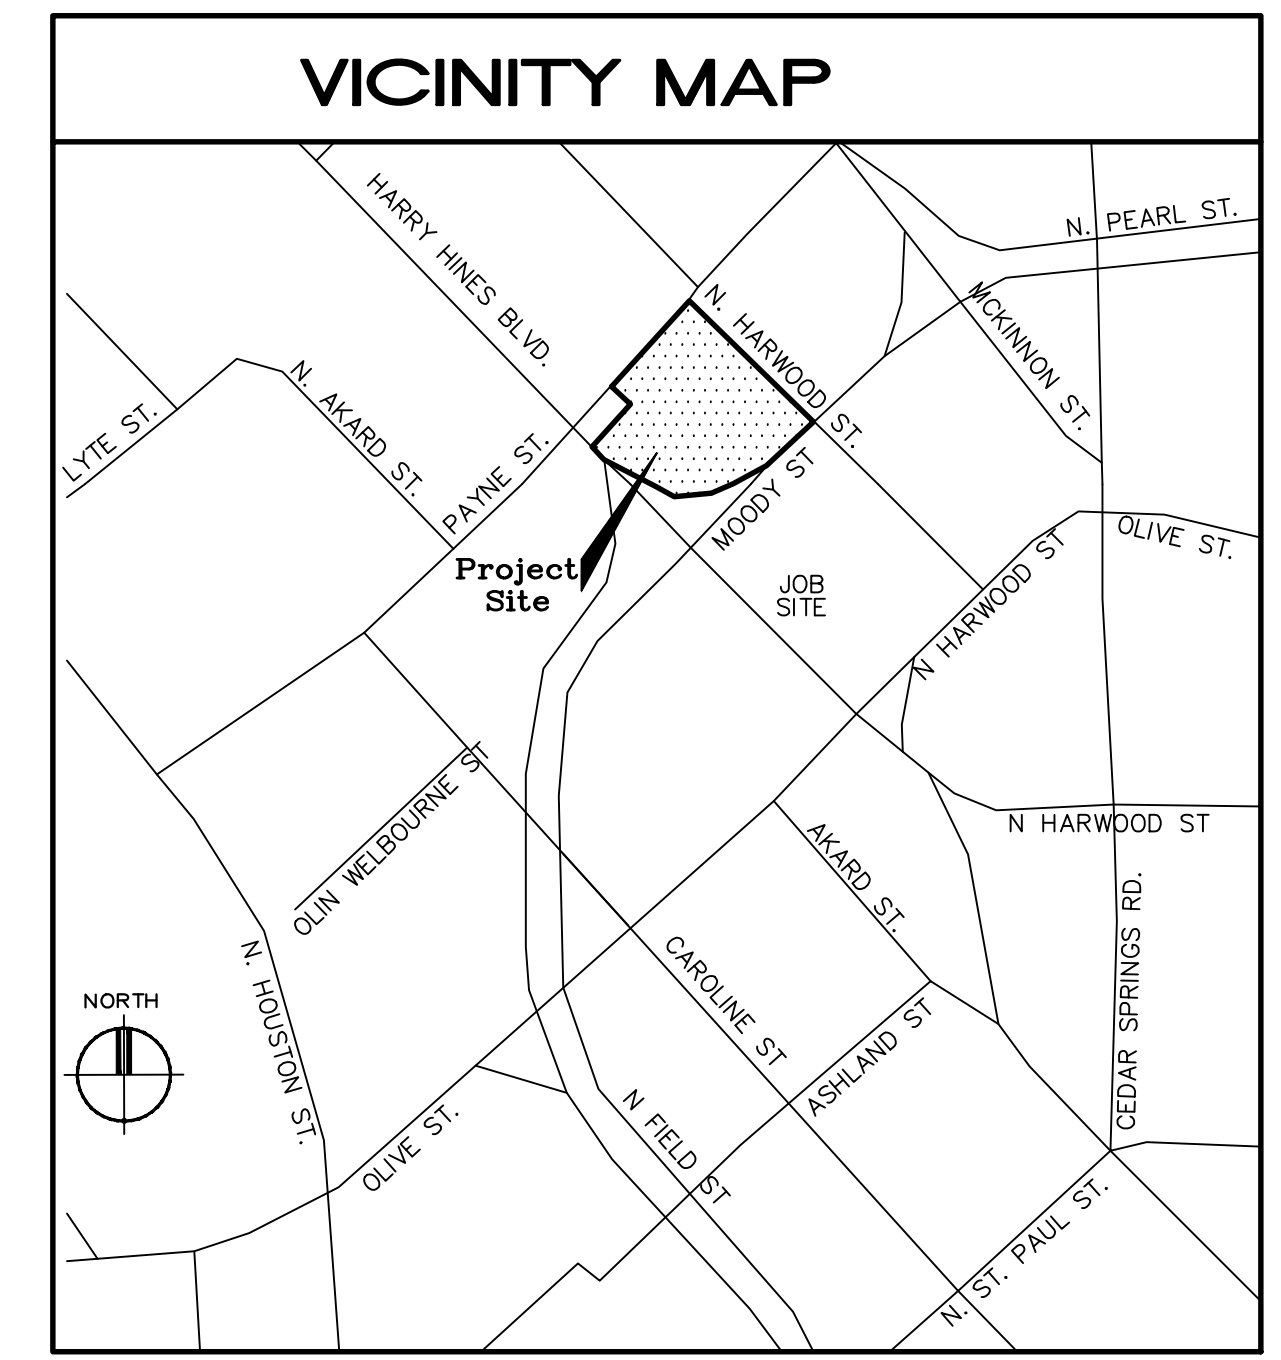 VICINITY MAP
N. PEARL ST.
HARRY HINES BLVD.
N. HARWOOD ST.
MCKINNON ST.
N. AKARD ST.
LYTE ST.
PAYNE ST.
MOODY ST
OLIVE ST.
Project
Site
JOB
SITE
N HARWOOD ST
OLIN WELBOURNE ST
N HARWOOD ST
AKARD ST.
CEDAR SPRINGS RD.
N. HOUSTON ST.
CAROLINE ST
NORTH
ASHLAND ST
OLIVE ST.
N FIELD ST
N. ST. PAUL ST.